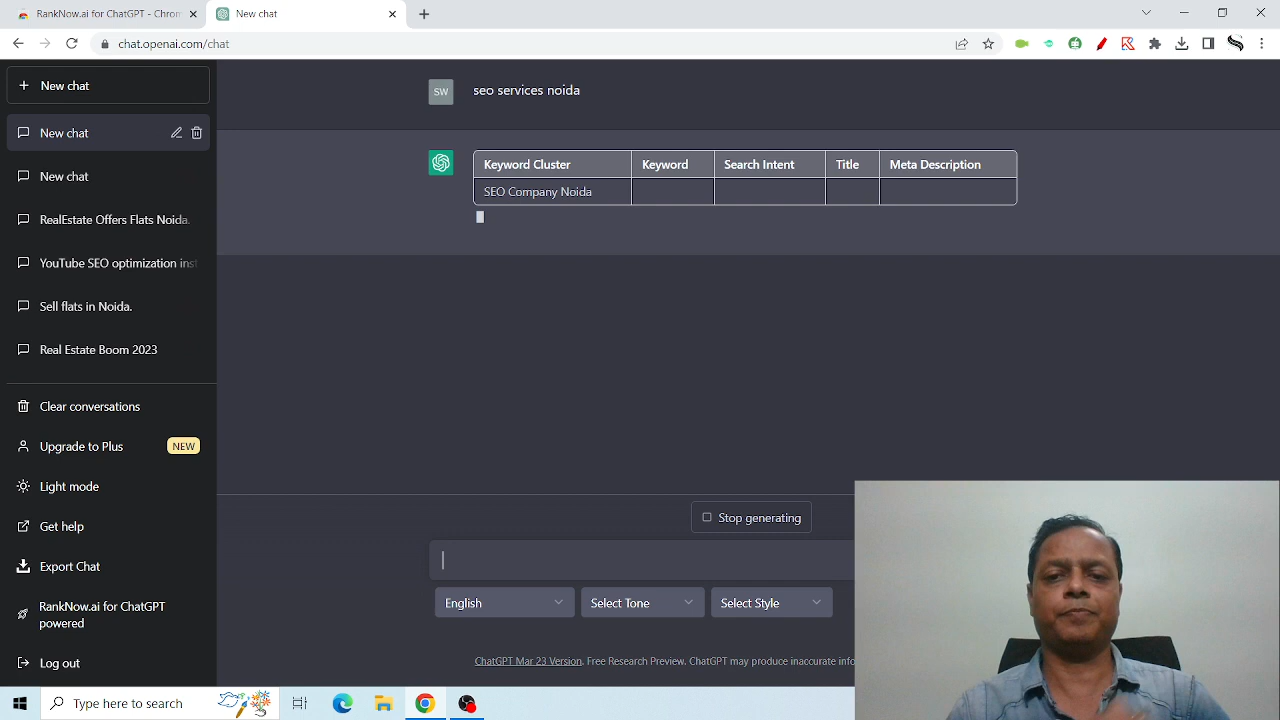 RankNow.ai for ChatGPT - Chrom
New chat
chat.openai.com/chat
New chat
New chat
New chat
RealEstate Offers Flats Noida.
YouTube SEO optimization inst
Sell flats in Noida.
Real Estate Boom 2023
Clear conversations
Upgrade to Plus NEW
Light mode
Get help
Export Chat
RankNow.ai for ChatGPT
powered
Log out
SW seo services noida
Keyword Cluster Keyword Search Intent Title Meta Description
SEO Company Noida
Stop generating
English Select Tone Select Style
ChatGPT Mar 23 Version. Free Research Preview. ChatGPT may produce inaccurate info
Type here to search